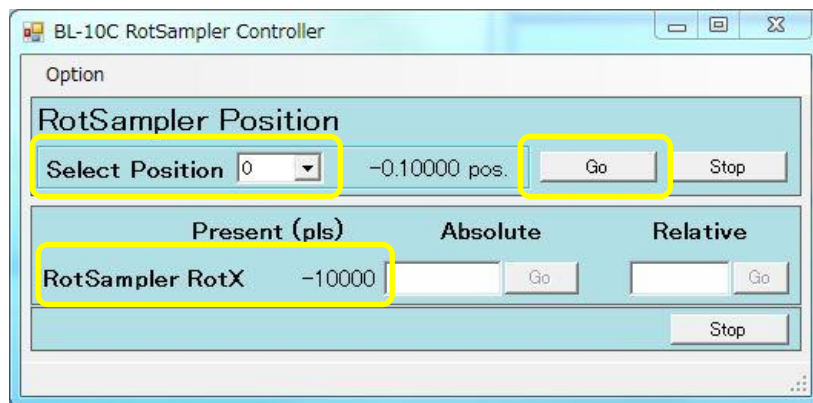 BL-10C RotSampler Controller
Option
RotSampler Position
Select Position 0 -0.10000 pos. Go Stop
Present (pls) Absolute Relative
RotSampler RotX -10000 Go Go
Stop